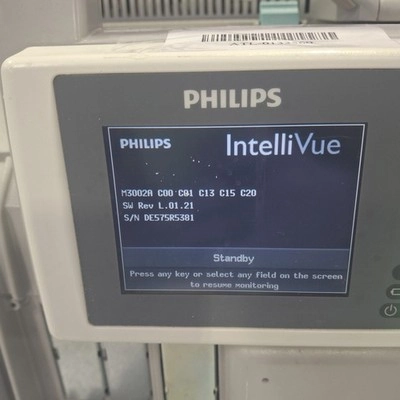 PHILIPS
PHILIPS IntelliVue
M3002A C00 C01 C13 C15 C20
SW Rev L.01.21
S/N DE575R5381
Standby
Press any key or select any field on the screen
to resume monitoring